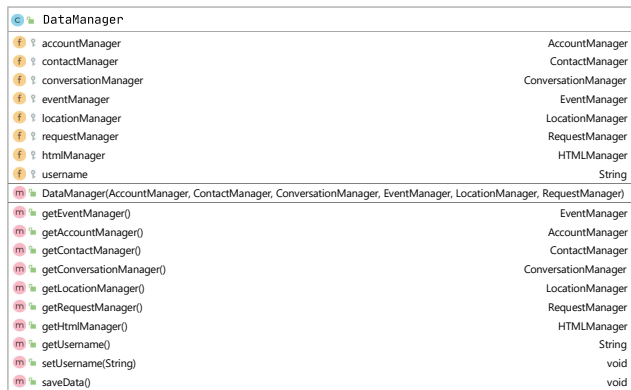 DataManager
accountManager AccountManager
contactManager ContactManager
conversationManager ConversationManager
eventManager EventManager
locationManager LocationManager
requestManager RequestManager
htmlManager HTMLManager
username String
DataManager(AccountManager, ContactManager, ConversationManager, EventManager, LocationManager, RequestManager)
getEventManager() EventManager
getAccountManager() AccountManager
getContactManager() ContactManager
getConversationManager() ConversationManager
getLocationManager() LocationManager
getRequestManager() RequestManager
getHtmlManager() HTMLManager
getUsername() String
setUsername(String) void
saveData() void